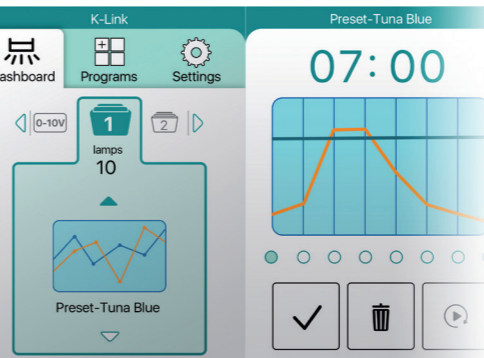 K-Link
ashboard
Programs
Settings
0-10V
1
2
lamps
10
Preset-Tuna Blue
Preset-Tuna Blue
07:00